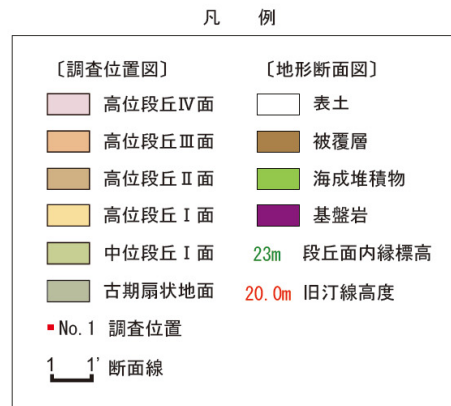 凡 例
〔調査位置図〕
高位段丘Ⅳ面
高位段丘Ⅲ面
高位段丘Ⅱ面
高位段丘Ⅰ面
中位段丘Ⅰ面
古期扇状地面
No. 1 調査位置
1 1' 断面線
〔地形断面図〕
表土
被覆層
海成堆積物
基盤岩
23m 段丘面内縁標高
20.0m 旧汀線高度